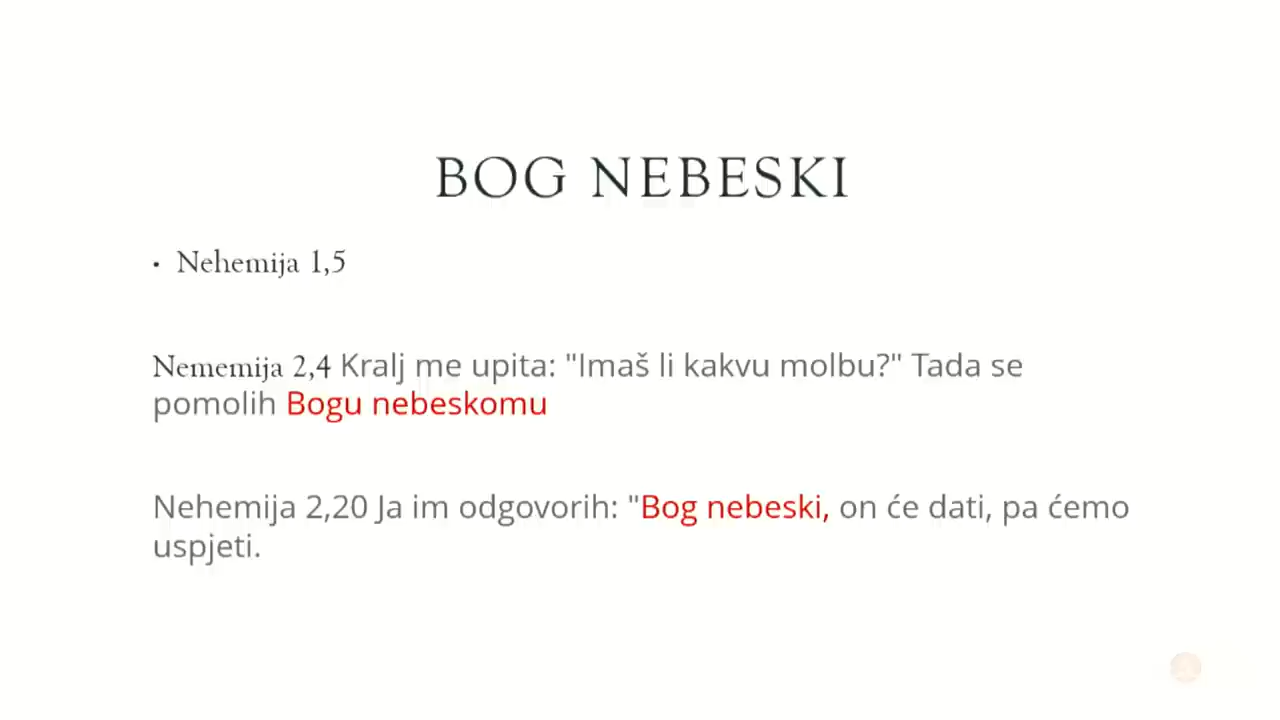 BOG NEBESKI
• Nehemija 1,5
Nememija 2,4 Kralj me upita: "Imaš li kakvu molbu?" Tada se
pomolih Bogu nebeskomu
Nehemija 2,20 Ja im odgovorih: "Bog nebeski, on će dati, pa ćemo
uspjeti.